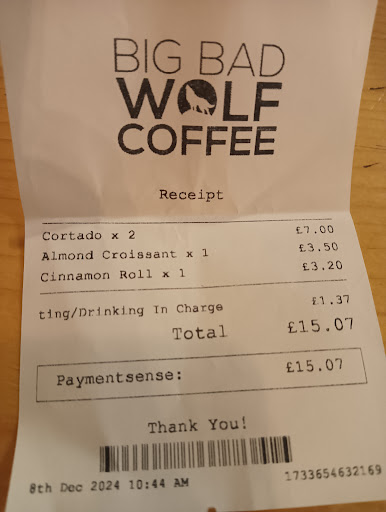 BIG BAD
WOLF
COFFEE
Receipt
Cortado x 2 £7.00
Almond Croissant x 1 £3.50
Cinnamon Roll x 1 £3.20
ting/Drinking In Charge £1.37
Total £15.07
Paymentsense: £15.07
Thank You!
8th Dec 2024 10:44 AM 1733654632169